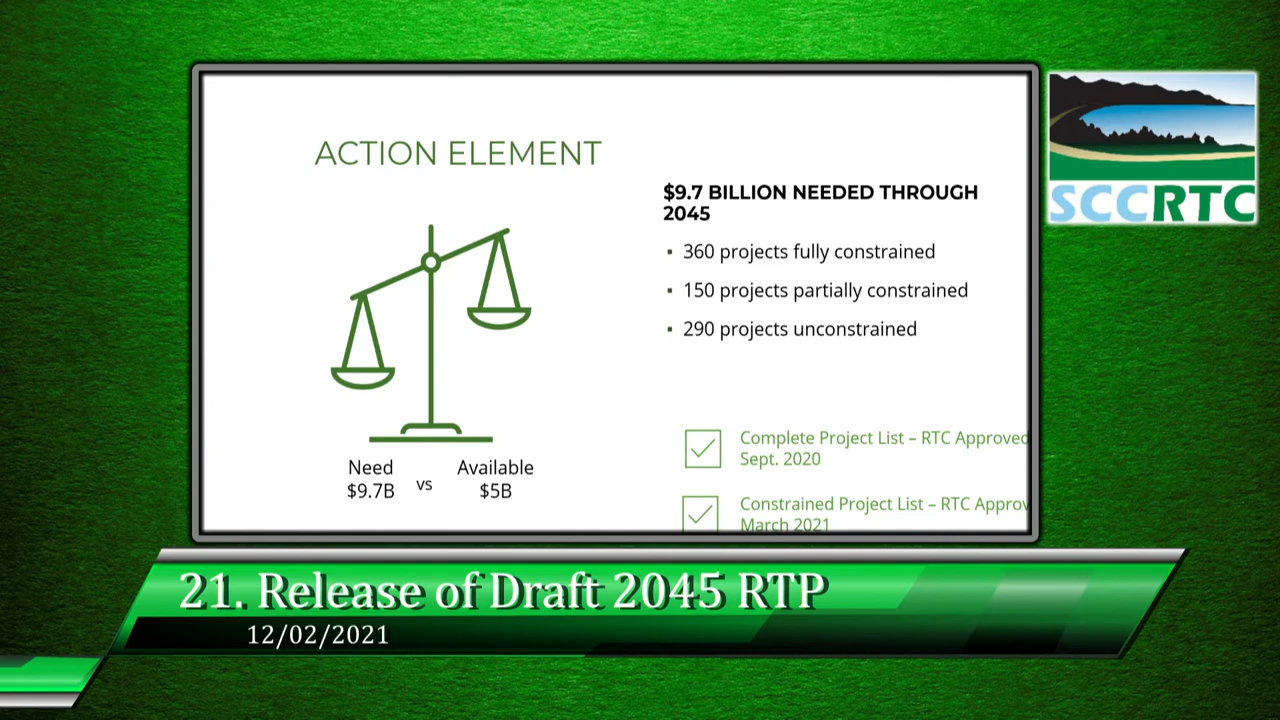 ACTION ELEMENT
$9.7 BILLION NEEDED THROUGH
2045
▪ 360 projects fully constrained
▪ 150 projects partially constrained
▪ 290 projects unconstrained
Complete Project List – RTC Approved
Sept. 2020
Constrained Project List – RTC Approv
March 2021
Need
$9.7B
vs
Available
$5B
SCCRTC
21. Release of Draft 2045 RTP
12/02/2021